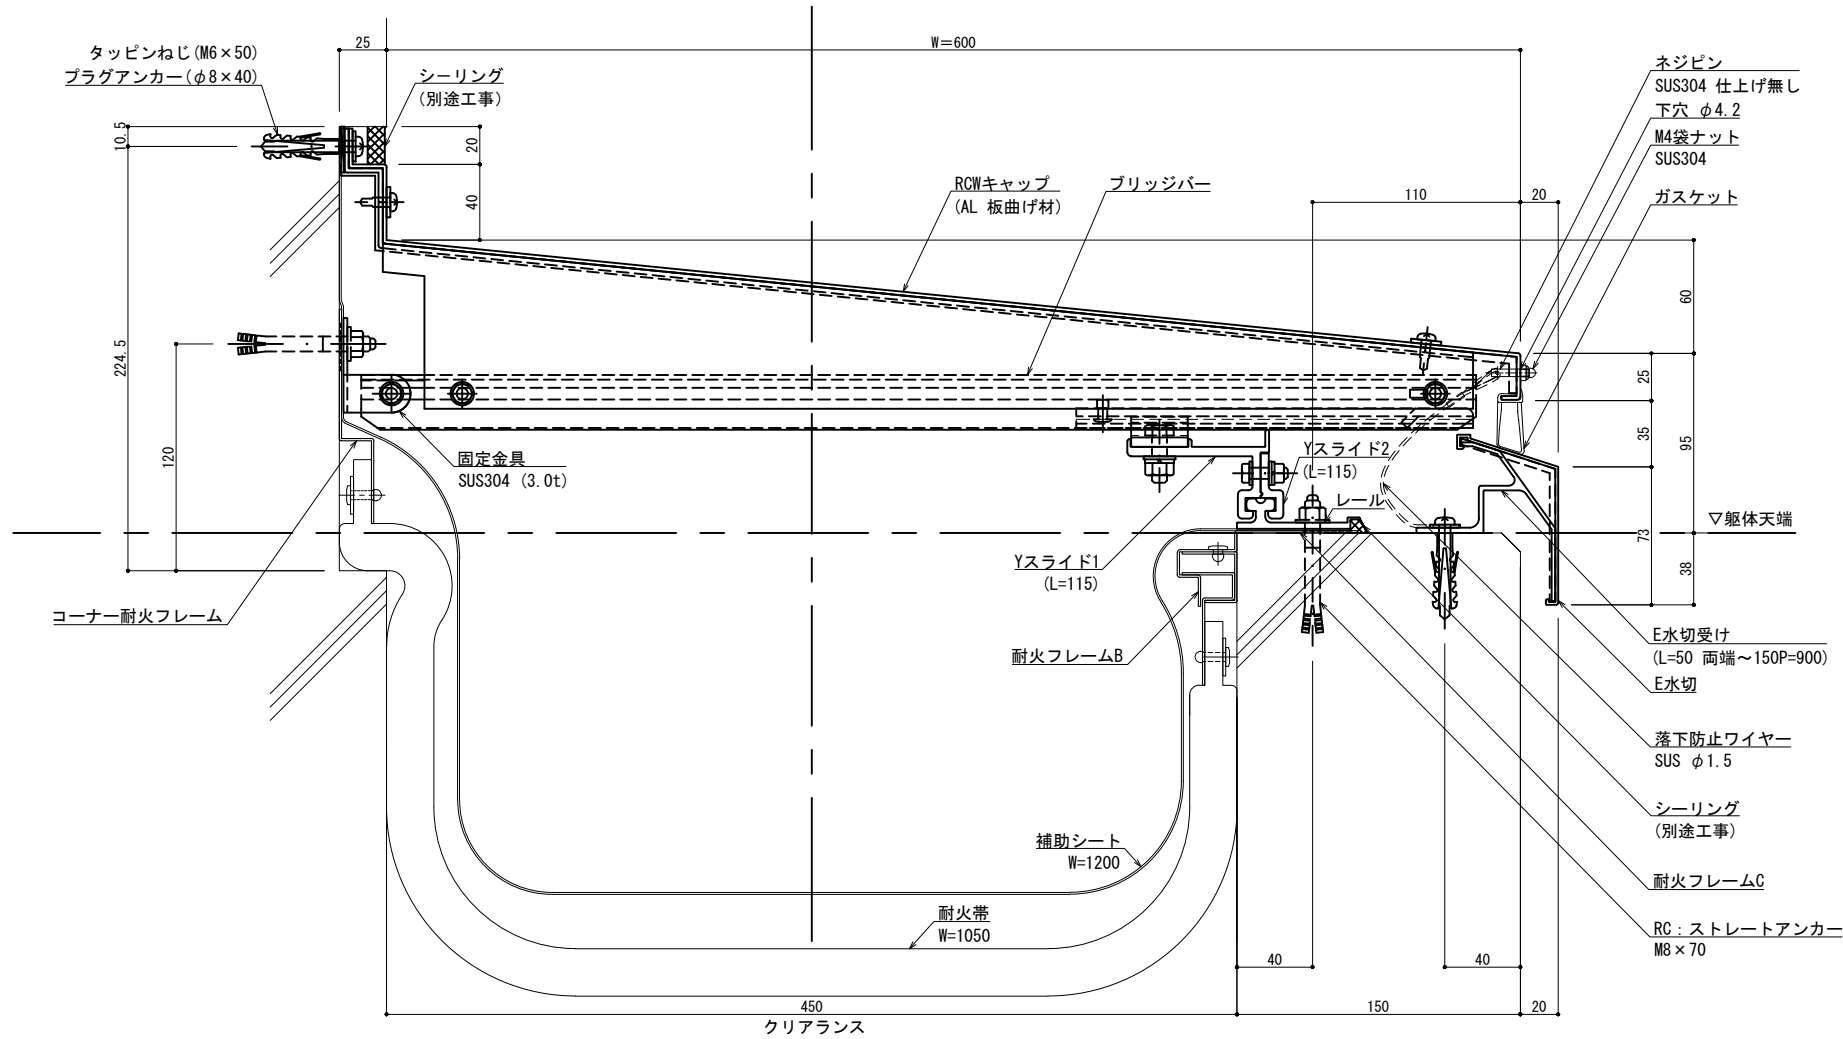 タッピンねじ(M6×50)
プラグアンカー(φ8×40)
25
W=600
シーリング
(別途工事)
ネジピン
SUS304 仕上げ無し
下穴 φ4.2
M4袋ナット
SUS304
ガスケット
10.5
20
40
RCWキャップ
(AL 板曲げ材)
ブリッジバー
110
20
60
224.5
25
120
35
95
固定金具
SUS304 (3.0t)
Yスライド2
(L=115)
レール
▽躯体天端
73
38
Yスライド1
(L=115)
コーナー耐火フレーム
耐火フレームB
E水切受け
(L=50 両端～150P=900)
E水切
落下防止ワイヤー
SUS φ1.5
シーリング
(別途工事)
補助シート
W=1200
耐火フレームC
耐火帯
W=1050
RC：ストレートアンカー
M8×70
40
40
450
クリアランス
150
20